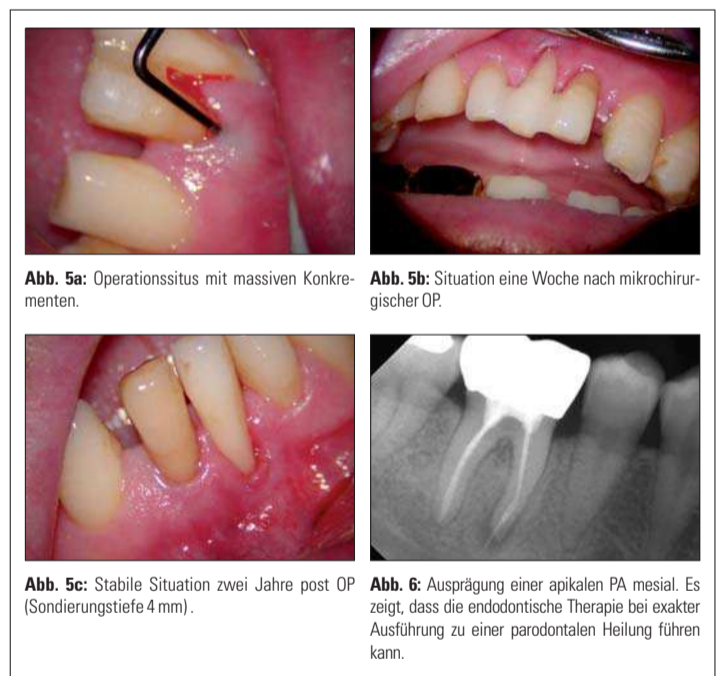 Abb. 5a: Operationssitus mit massiven Konkre-
menten.
Abb. 5b: Situation eine Woche nach mikrochirur-
gischer OP.
Abb. 5c: Stabile Situation zwei Jahre post OP
(Sondierungstiefe 4 mm).
Abb. 6: Ausprägung einer apikalen PA mesial. Es
zeigt, dass die endodontische Therapie bei exakter
Ausführung zu einer parodontalen Heilung führen
kann.